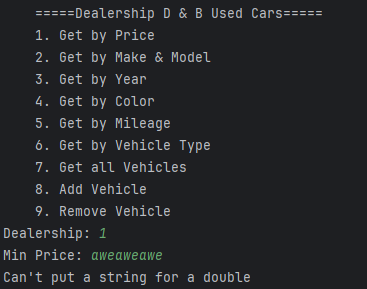 =====Dealership D & B Used Cars=====
1. Get by Price
2. Get by Make & Model
3. Get by Year
4. Get by Color
5. Get by Mileage
6. Get by Vehicle Type
7. Get all Vehicles
8. Add Vehicle
9. Remove Vehicle
Dealership: 1
Min Price: aweaweawe
Can't put a string for a double